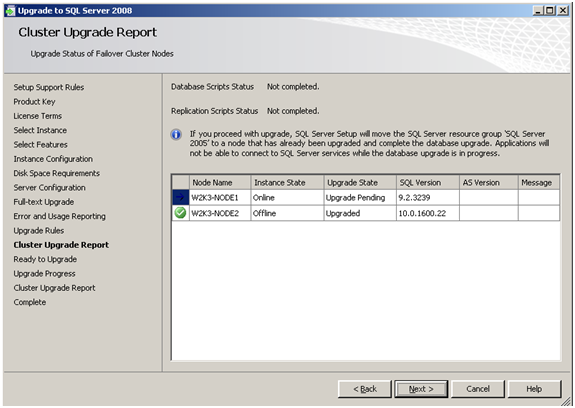 Upgrade to SQL Server 2008
Cluster Upgrade Report
Upgrade Status of Failover Cluster Nodes
Setup Support Rules
Product Key
License Terms
Select Instance
Select Features
Instance Configuration
Disk Space Requirements
Server Configuration
Full-text Upgrade
Error and Usage Reporting
Upgrade Rules
Cluster Upgrade Report
Ready to Upgrade
Upgrade Progress
Cluster Upgrade Report
Complete
Database Scripts Status Not completed.
Replication Scripts Status Not completed.
If you proceed with upgrade, SQL Server Setup will move the SQL Server resource group 'SQL Server
2005' to a node that has already been upgraded and complete the database upgrade. Applications will
not be able to connect to SQL Server services while the database upgrade is in progress.
Node Name Instance State Upgrade State SQL Version AS Version Message
W2K3-NODE1 Online Upgrade Pending 9.2.3239
W2K3-NODE2 Offline Upgraded 10.0.1600.22
< Back Next > Cancel Help